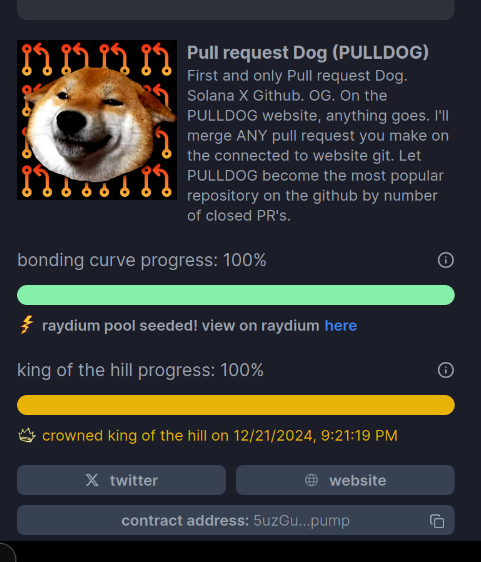 Pull request Dog (PULLDOG)
First and only Pull request Dog.
Solana X Github. OG. On the
PULLDOG website, anything goes. I'll
merge ANY pull request you make on
the connected to website git. Let
PULLDOG become the most popular
repository on the github by number
of closed PR's.
bonding curve progress: 100%
raydium pool seeded! view on raydium here
king of the hill progress: 100%
crowned king of the hill on 12/21/2024, 9:21:19 PM
twitter
website
contract address: 5uzGu...pump